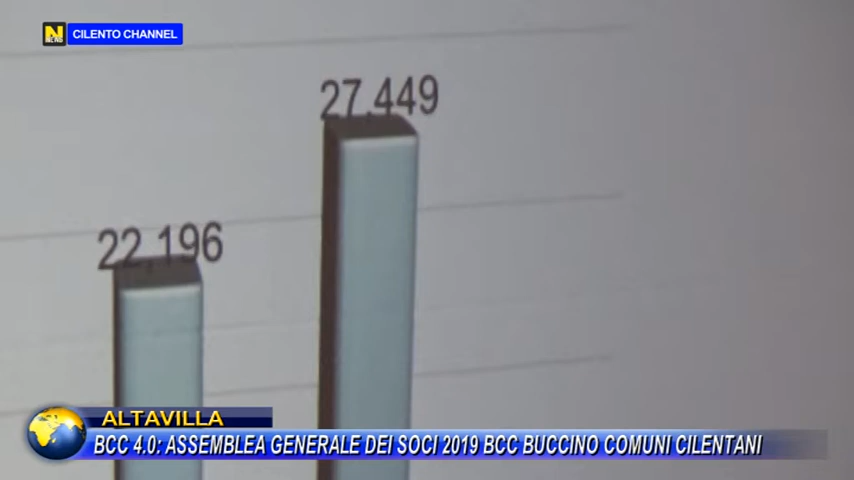 N NEWS CILENTO CHANNEL
27,449
22,196
ALTAVILLA
BCC 4.0: ASSEMBLEA GENERALE DEI SOCI 2019 BCC BUCCINO COMUNI CILENTANI